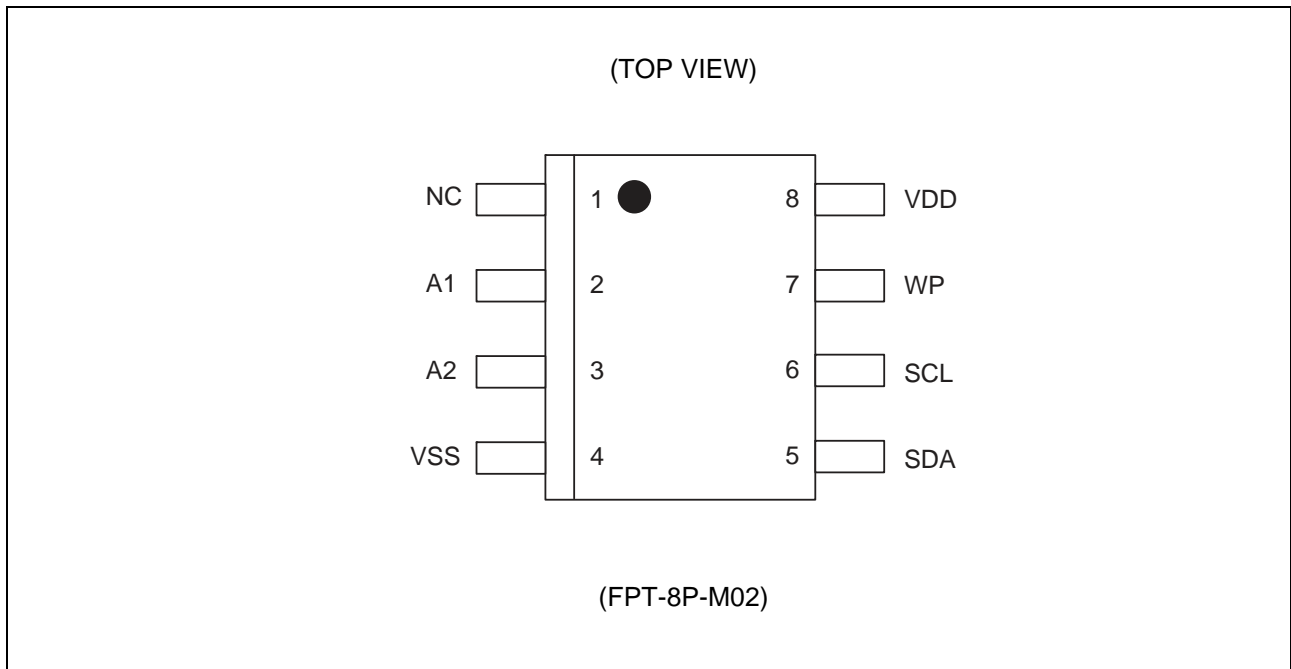 (TOP VIEW)
NC 1 8 VDD
A1 2 7 WP
A2 3 6 SCL
VSS 4 5 SDA
(FPT-8P-M02)